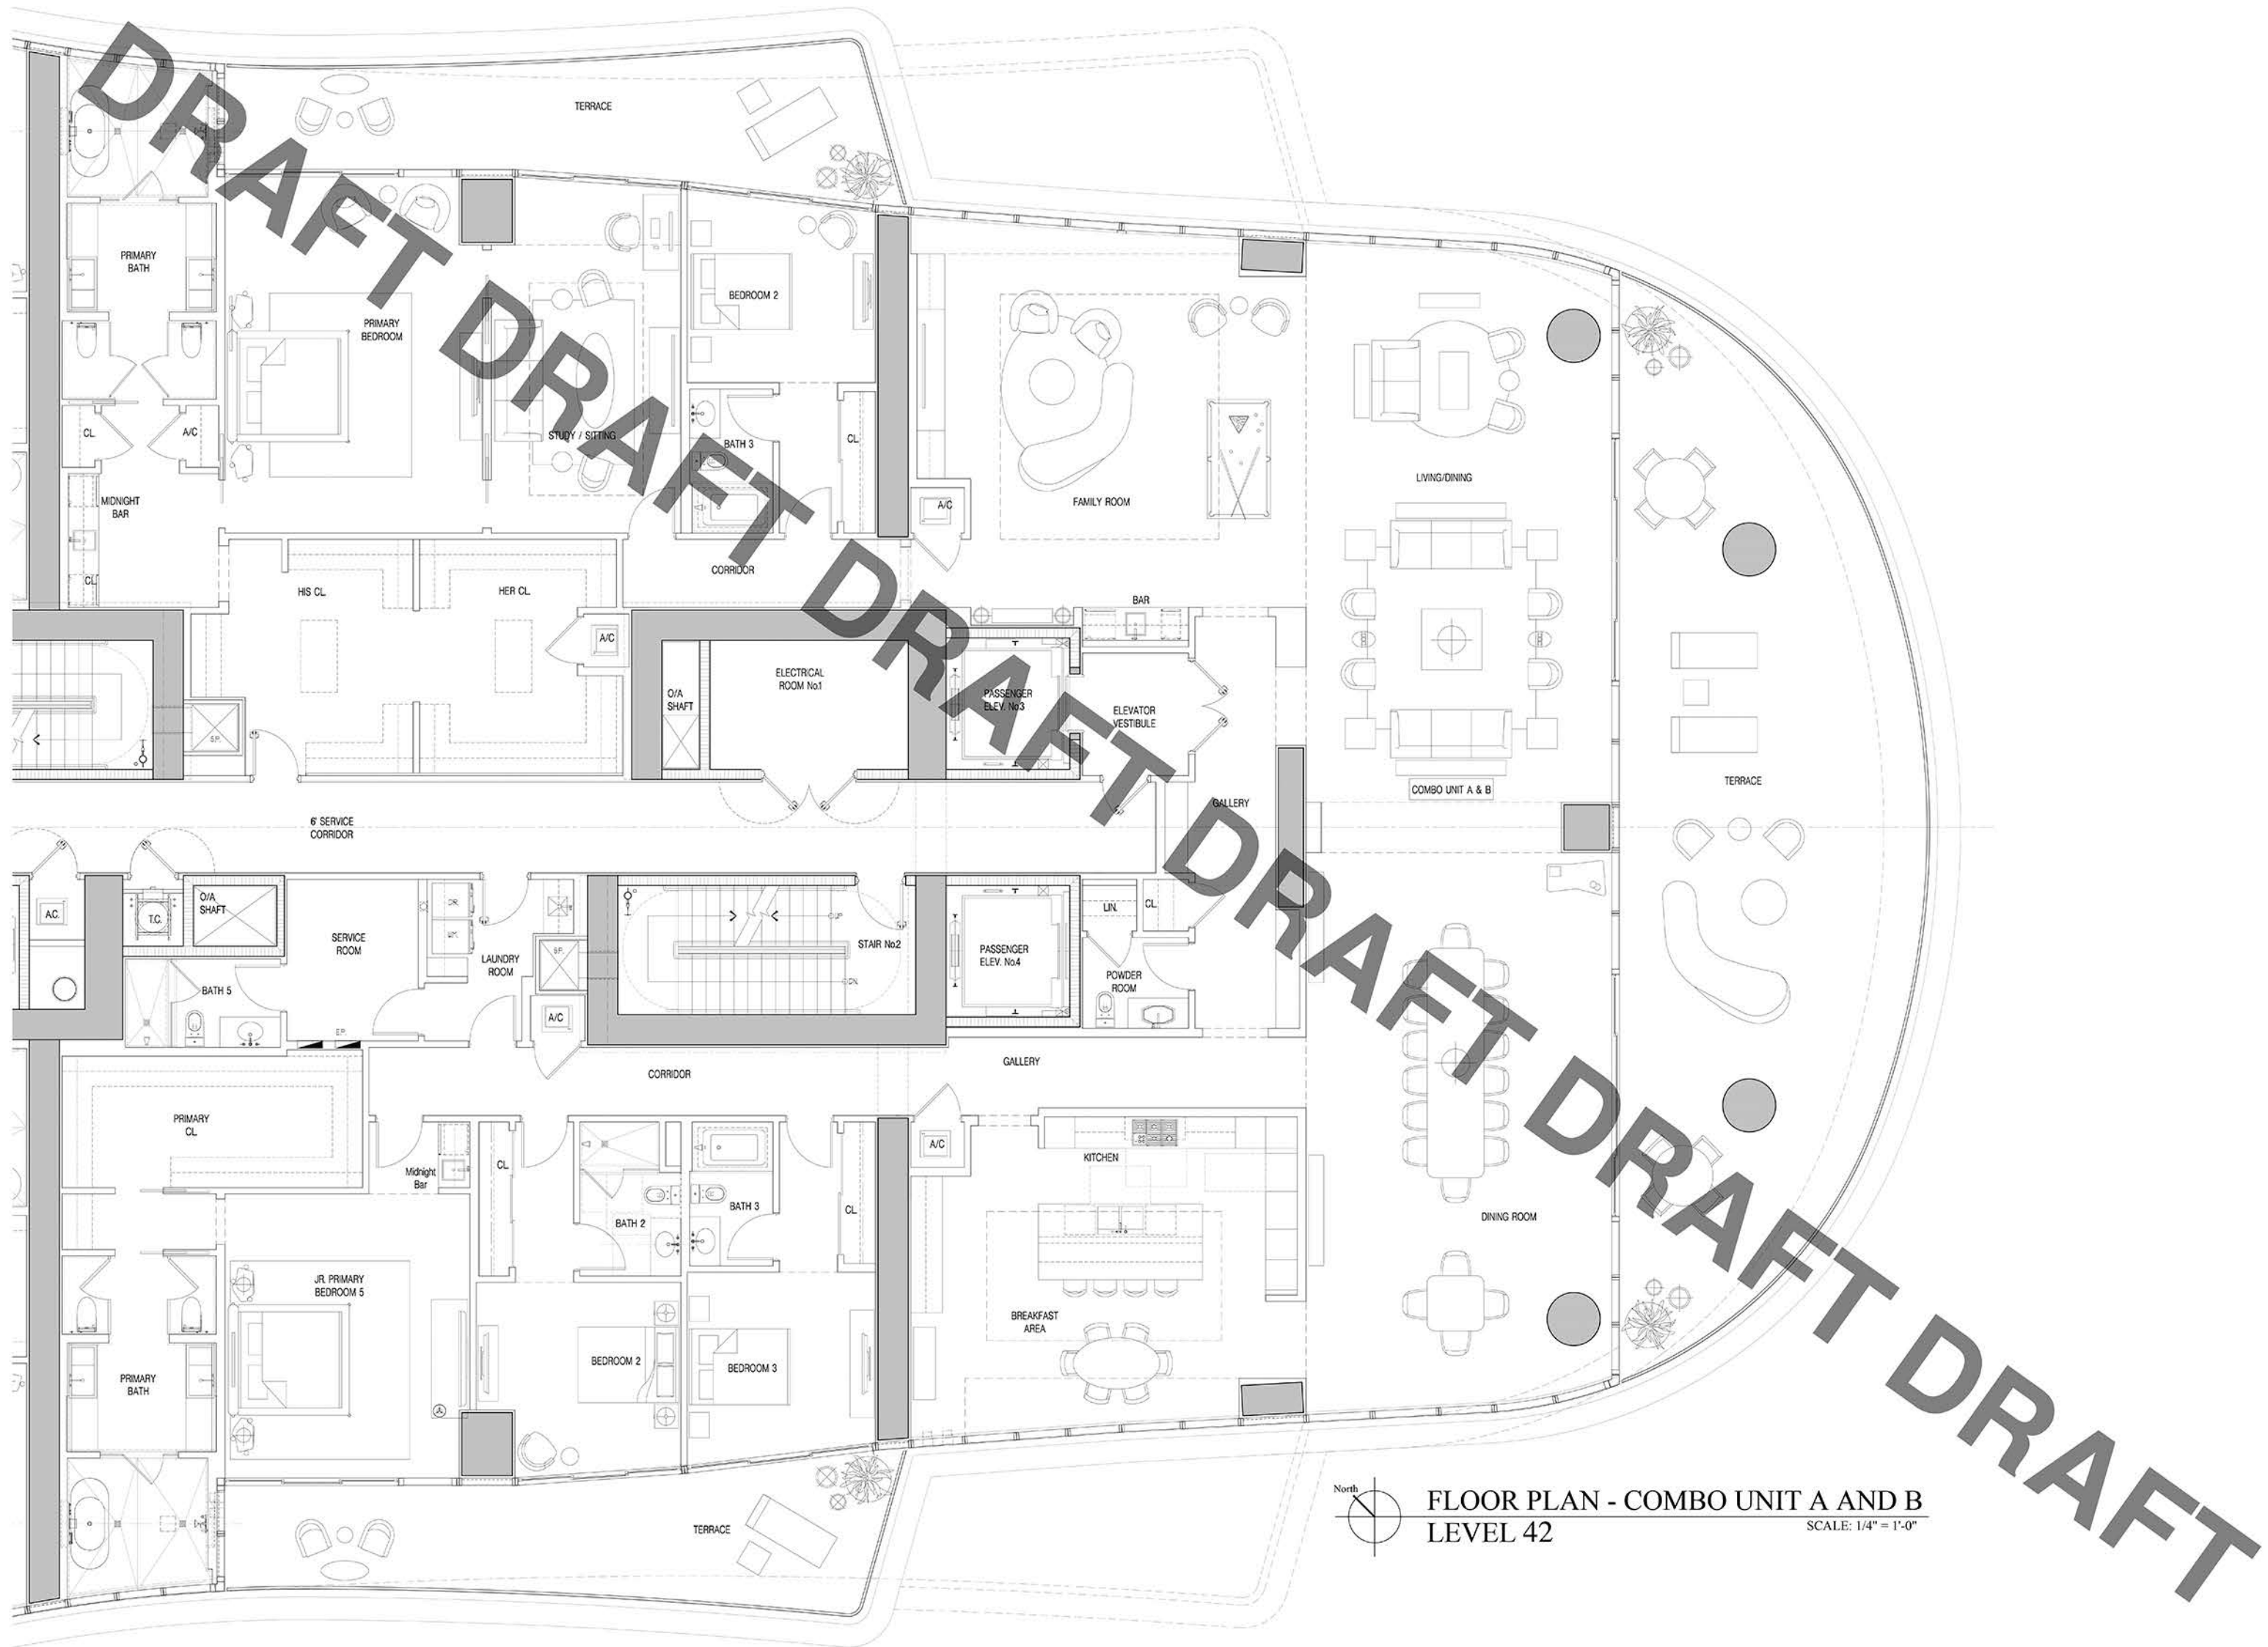 DRAFT DRAFT DRAFT DRAFT DRAFT DRAFT DRAFT DRAFT
TERRACE
PRIMARY
BATH
PRIMARY
BEDROOM
BEDROOM 2
STUDY / SITTING
BATH 3
CL
CL
A/C
MIDNIGHT
BAR
CL
A/C
FAMILY ROOM
LIVING/DINING
HIS CL
HER CL
CORRIDOR
A/C
BAR
O/A
SHAFT
ELECTRICAL
ROOM No.1
PASSENGER
ELEV. No.3
ELEVATOR
VESTIBULE
S.P.
TERRACE
COMBO UNIT A & B
GALLERY
6' SERVICE
CORRIDOR
A.C.
T.C.
O/A
SHAFT
SERVICE
ROOM
DR.
LAUNDRY
ROOM
S.P.
UP
STAIR No.2
DN
PASSENGER
ELEV. No.4
LIN.
CL
POWDER
ROOM
BATH 5
A/C
E.P.
CORRIDOR
GALLERY
PRIMARY
CL
Midnight
Bar
CL
BATH 2
BATH 3
CL
A/C
KITCHEN
DINING ROOM
JR. PRIMARY
BEDROOM 5
BREAKFAST
AREA
PRIMARY
BATH
BEDROOM 2
BEDROOM 3
TERRACE
North
FLOOR PLAN - COMBO UNIT A AND B
LEVEL 42
SCALE: 1/4" = 1'-0"